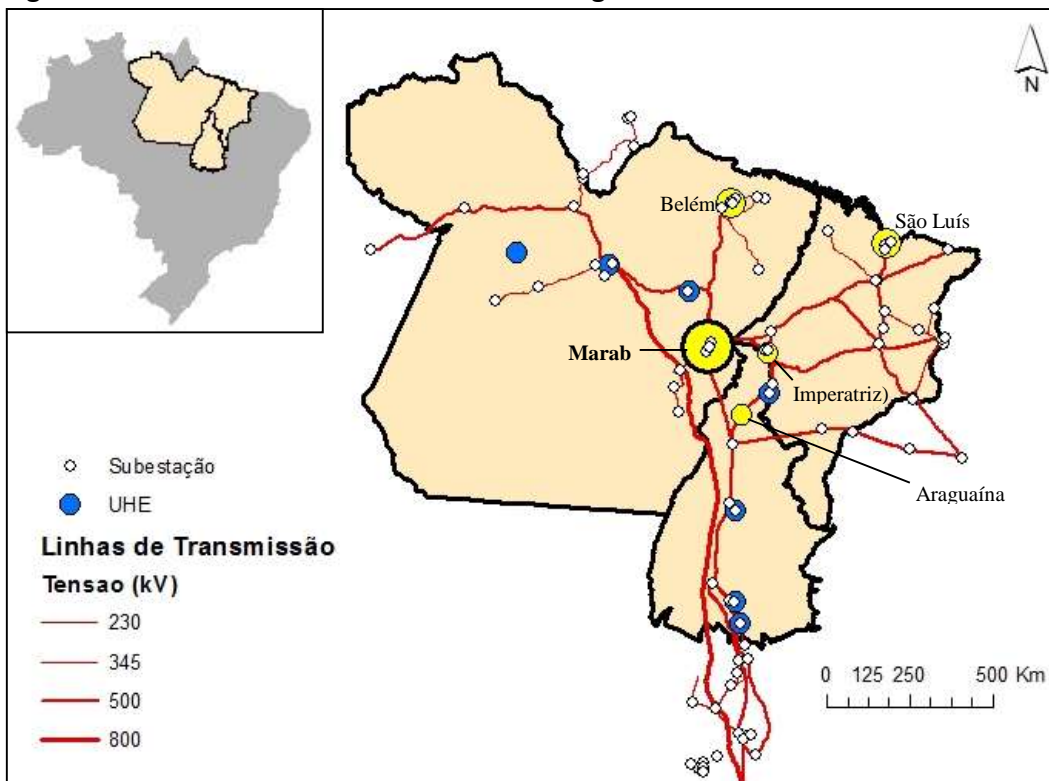 N
Belém
São Luís
Marab
Imperatriz)
Araguaína
Subestação
UHE
Linhas de Transmissão
Tensao (kV)
230
345
500
800
0 125 250 500 Km